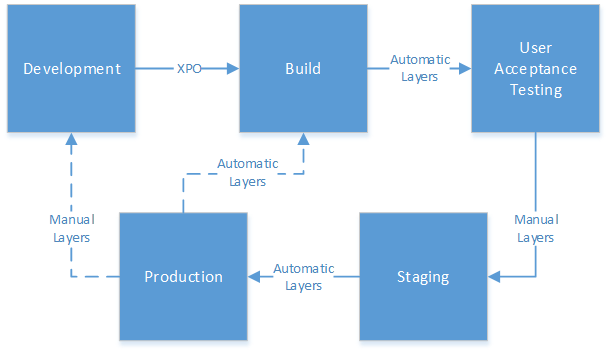 Development
XPO
Build
Automatic
Layers
User
Acceptance
Testing
Automatic
Layers
Manual
Layers
Manual
Layers
Production
Automatic
Layers
Staging